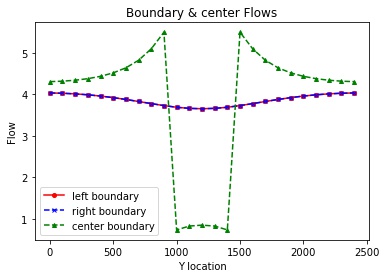 Boundary & center Flows
Flow
5
4
3
2
1
left boundary
right boundary
center boundary
0 500 1000 1500 2000 2500
Y location